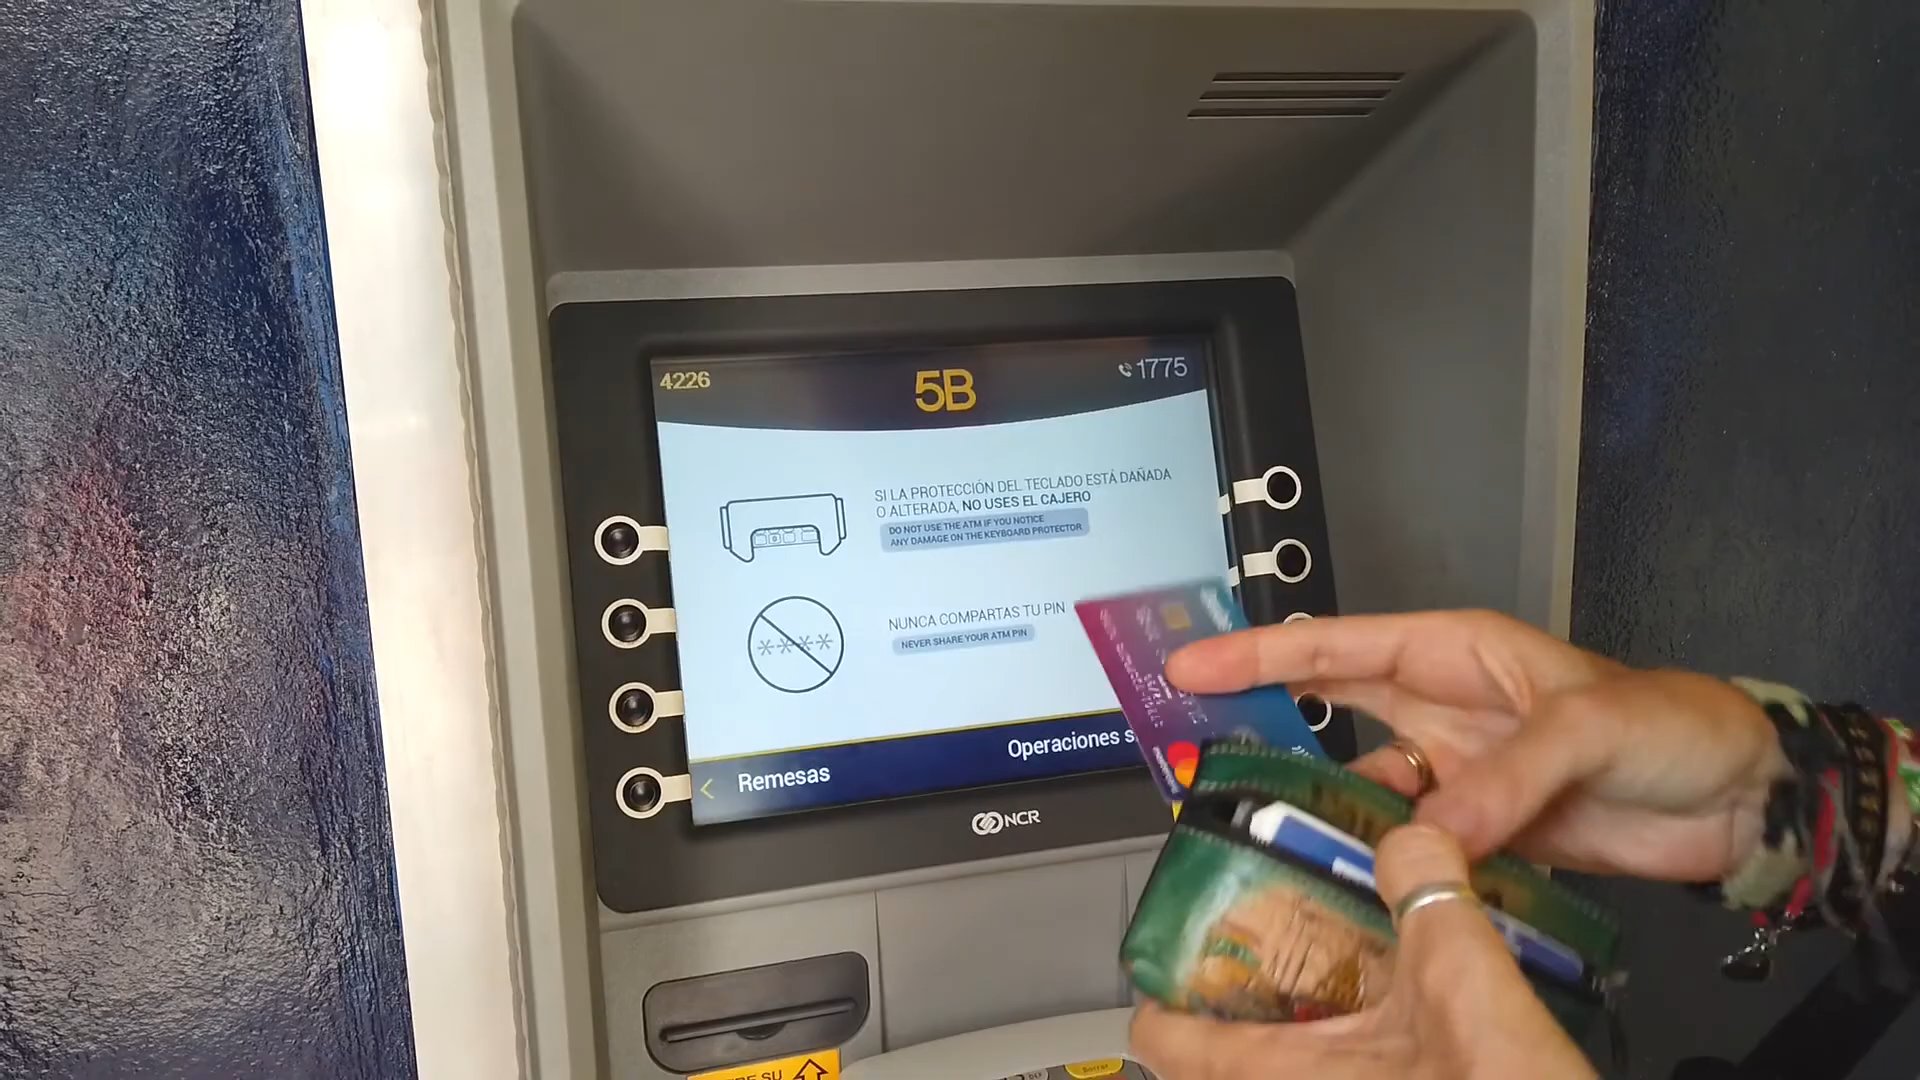 4226
5B
1775
SI LA PROTECCIÓN DEL TECLADO ESTÁ DAÑADA
O ALTERADA, NO USES EL CAJERO
DO NOT USE THE ATM IF YOU NOTICE
ANY DAMAGE ON THE KEYBOARD PROTECTOR
****
NUNCA COMPARTAS TU PIN
NEVER SHARE YOUR ATM PIN
Operaciones
< Remesas
NCR
SU
Borrar